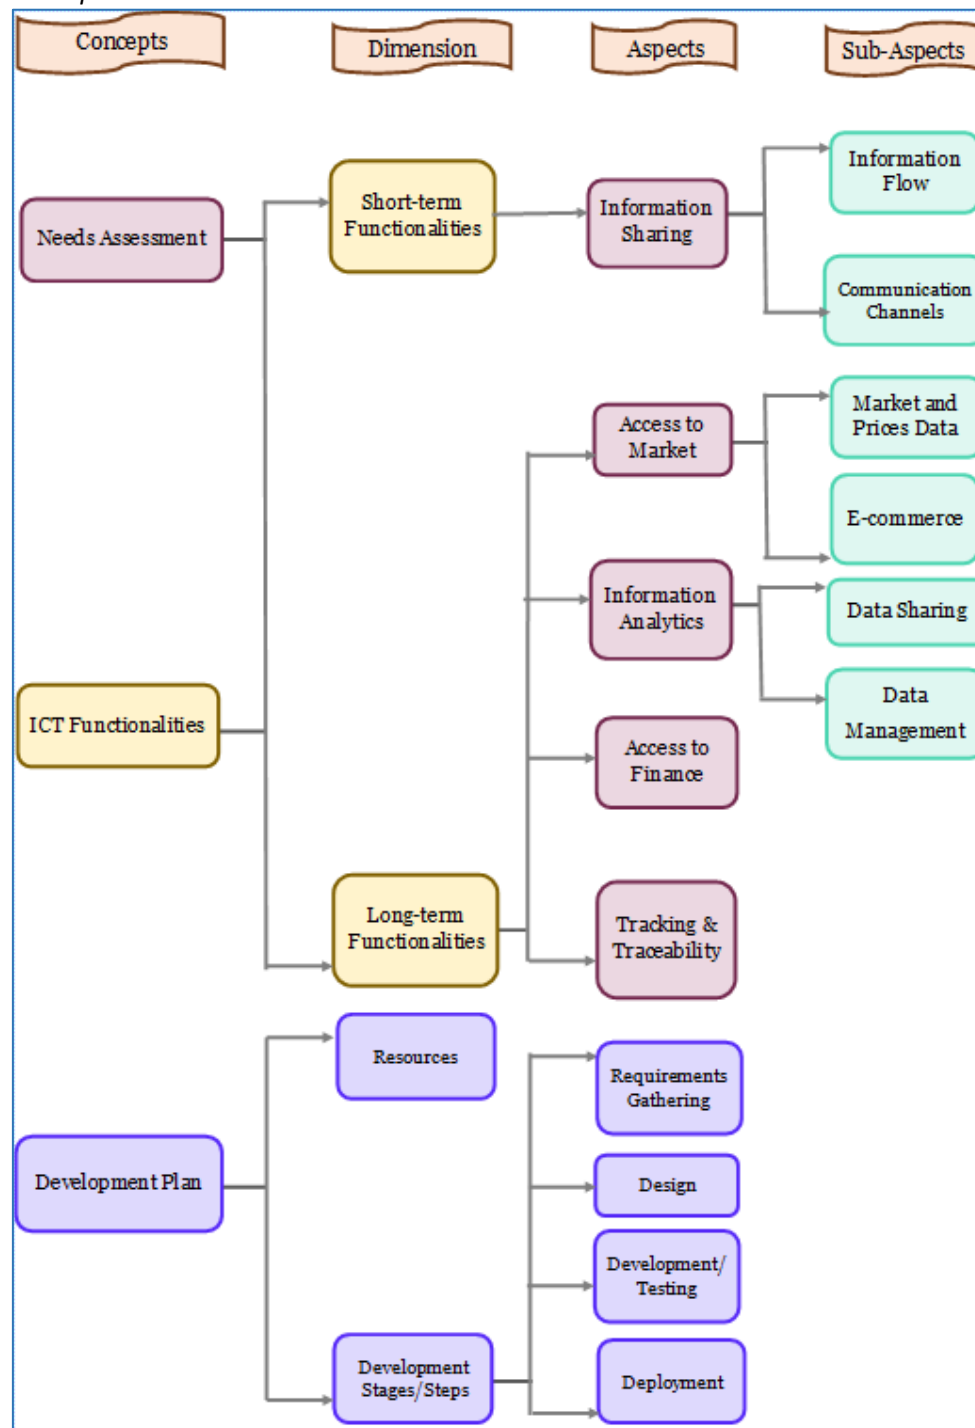 Concepts
Dimension
Aspects
Sub-Aspects
Needs Assessment
Short-term
Functionalities
Information
Sharing
Information
Flow
Communication
Channels
Access to
Market
Market and
Prices Data
E-commerce
Information
Analytics
Data Sharing
Data
Management
ICT Functionalities
Access to
Finance
Long-term
Functionalities
Tracking &
Traceability
Development Plan
Resources
Requirements
Gathering
Design
Development/
Testing
Development
Stages/Steps
Deployment